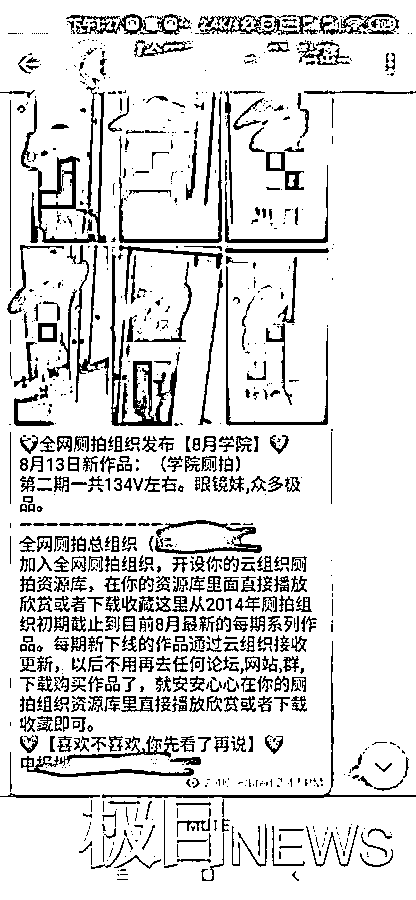 ♡全网厕拍组织发布【8月学院】♡
8月13日新作品：（学院厕拍）
第二期一共134V左右。眼镜妹,众多极
品。
全网厕拍总组织（
加入全网厕拍组织，开设你的云组织厕
拍资源库，在你的资源库里面直接播放
欣赏或者下载收藏这里从2014年厕拍组
织初期截止到目前8月最新的每期系列作
品。每期新下线的作品通过云组织接收
更新，以后不用再去任何论坛,网站,群,
下载购买作品了，就安安心心在你的厕
拍组织资源库里直接播放欣赏或者下载
收藏即可。
♡【喜欢不喜欢,你先看了再说】♡
MUTE
极目NEWS